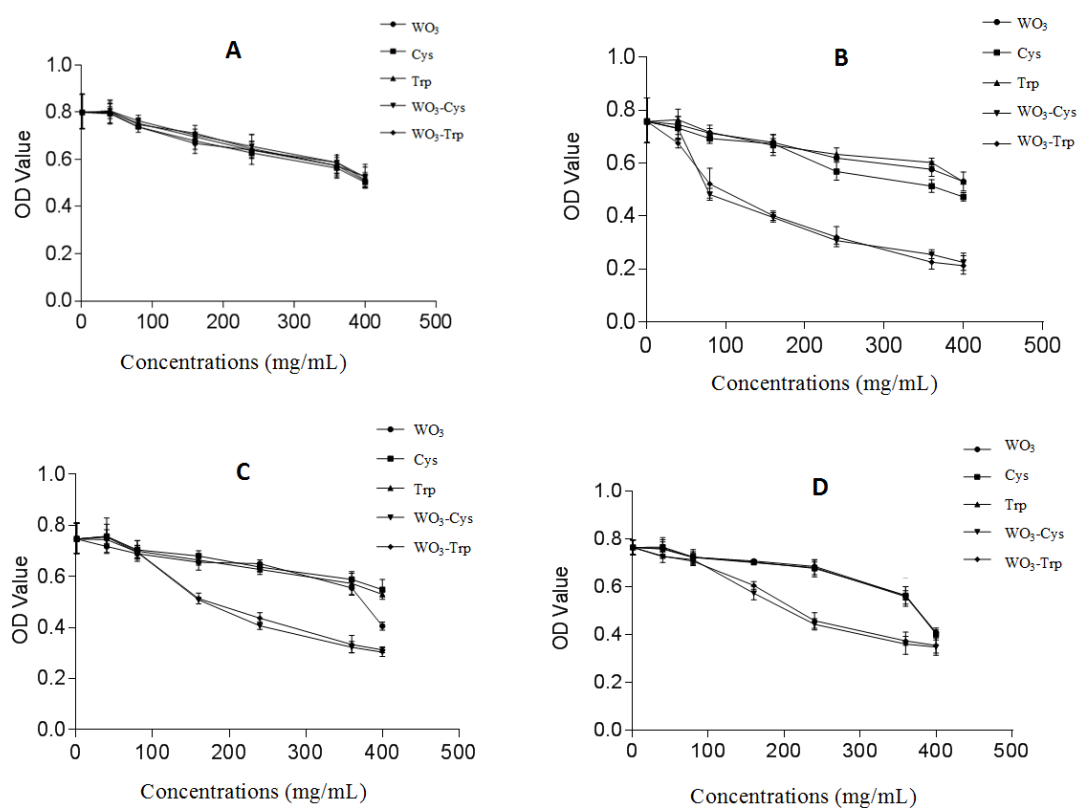 A
WO₃
Cys
Trp
WO₃-Cys
WO₃-Trp
1.0
0.8
0.6
0.4
0.2
0.0
OD Value
0 100 200 300 400 500
Concentrations (mg/mL)
B
WO₃
Cys
Trp
WO₃-Cys
WO₃-Trp
1.0
0.8
0.6
0.4
0.2
0.0
OD Value
0 100 200 300 400 500
Concentrations (mg/mL)
C
WO₃
Cys
Trp
WO₃-Cys
WO₃-Trp
1.0
0.8
0.6
0.4
0.2
0.0
OD Value
0 100 200 300 400 500
Concentrations (mg/mL)
D
WO₃
Cys
Trp
WO₃-Cys
WO₃-Trp
1.0
0.8
0.6
0.4
0.2
0.0
OD Value
0 100 200 300 400 500
Concentrations (mg/mL)